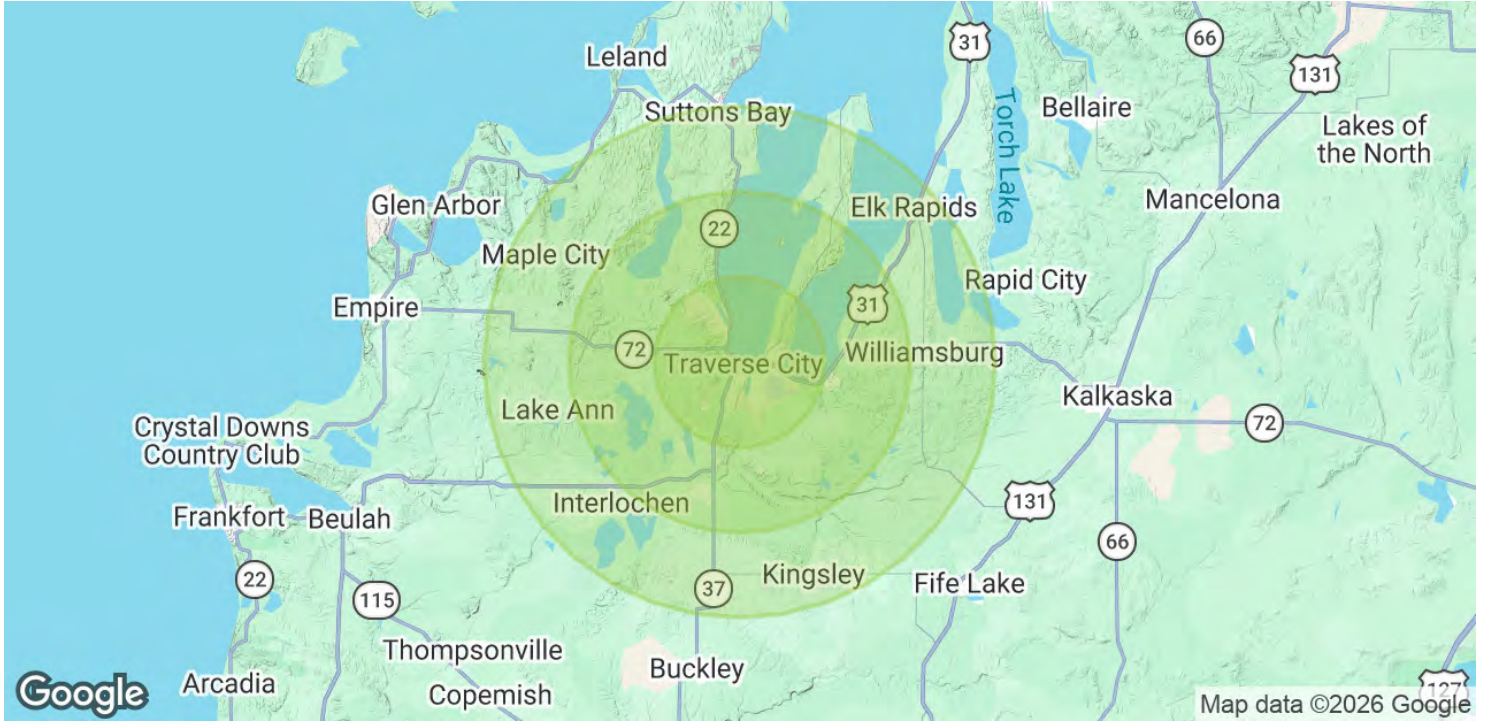 Leland
31
66
131
Suttons Bay
Torch Lake
Bellaire
Lakes of
the North
Glen Arbor
22
Elk Rapids
Mancelona
Maple City
Rapid City
Empire
31
72
Traverse City
Williamsburg
Kalkaska
Lake Ann
72
Crystal Downs
Country Club
Interlochen
131
Frankfort
Beulah
66
22
115
37
Kingsley
Fife Lake
Thompsonville
Buckley
Arcadia
Copemish
127
Google
Map data ©2026 Google